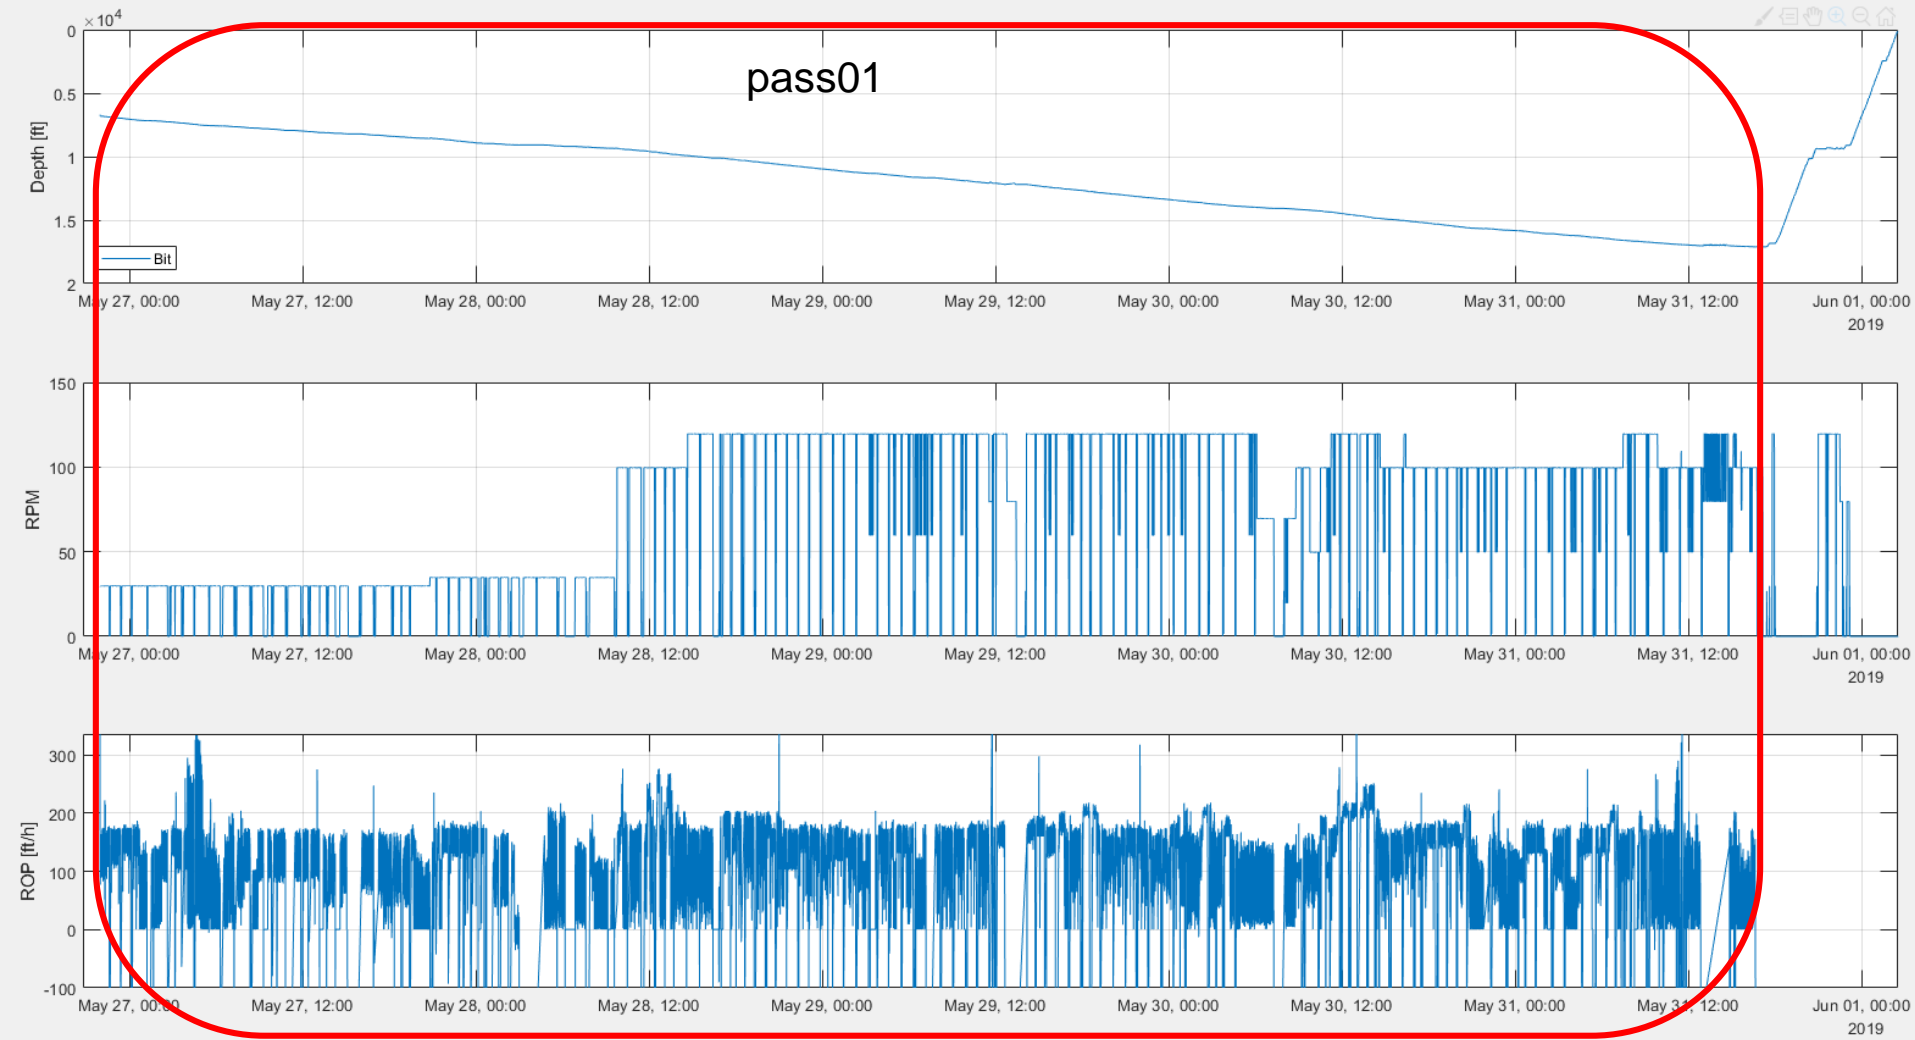 ×10⁴
pass01
0
0.5
1
1.5
2
Depth [ft]
Bit
May 27, 00:00 May 27, 12:00 May 28, 00:00 May 28, 12:00 May 29, 00:00 May 29, 12:00 May 30, 00:00 May 30, 12:00 May 31, 00:00 May 31, 12:00 Jun 01, 00:00
2019
150
100
50
0
RPM
May 27, 00:00 May 27, 12:00 May 28, 00:00 May 28, 12:00 May 29, 00:00 May 29, 12:00 May 30, 00:00 May 30, 12:00 May 31, 00:00 May 31, 12:00 Jun 01, 00:00
2019
300
200
100
0
-100
ROP [ft/h]
May 27, 00:00 May 27, 12:00 May 28, 00:00 May 28, 12:00 May 29, 00:00 May 29, 12:00 May 30, 00:00 May 30, 12:00 May 31, 00:00 May 31, 12:00 Jun 01, 00:00
2019